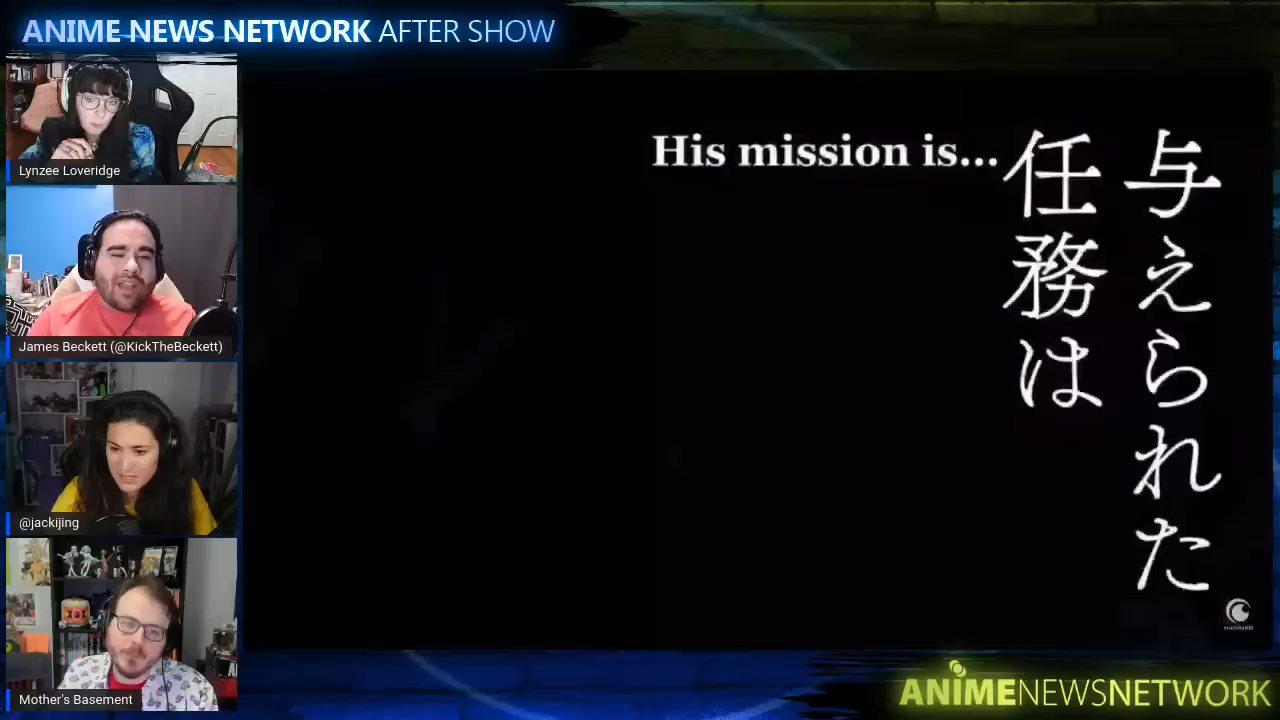 ANIME NEWS NETWORK AFTER SHOW
Lynzee Loveridge
James Beckett (@KickTheBeckett)
@jackijing
Mother's Basement
His mission is...
与えられた
任務は
crunchyroll
ANIMENEWSNETWORK